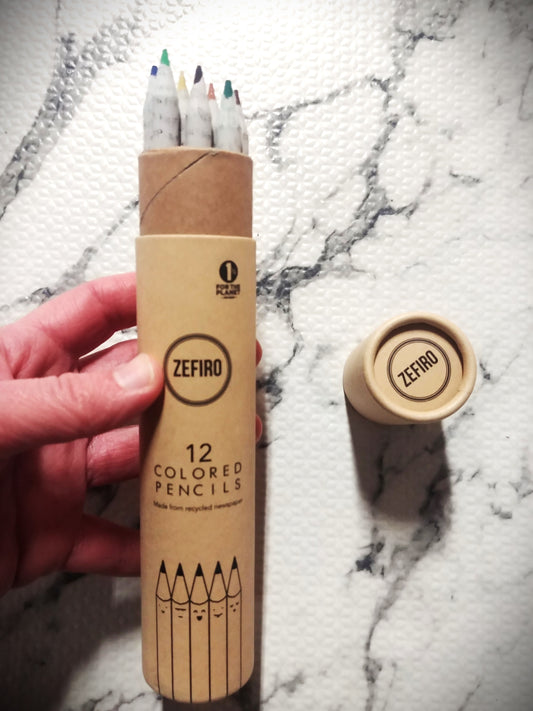 1%
FOR THE
PLANET
ZEFIRO
12
COLORED
PENCILS
Made from recycled newspaper
ZEFIRO